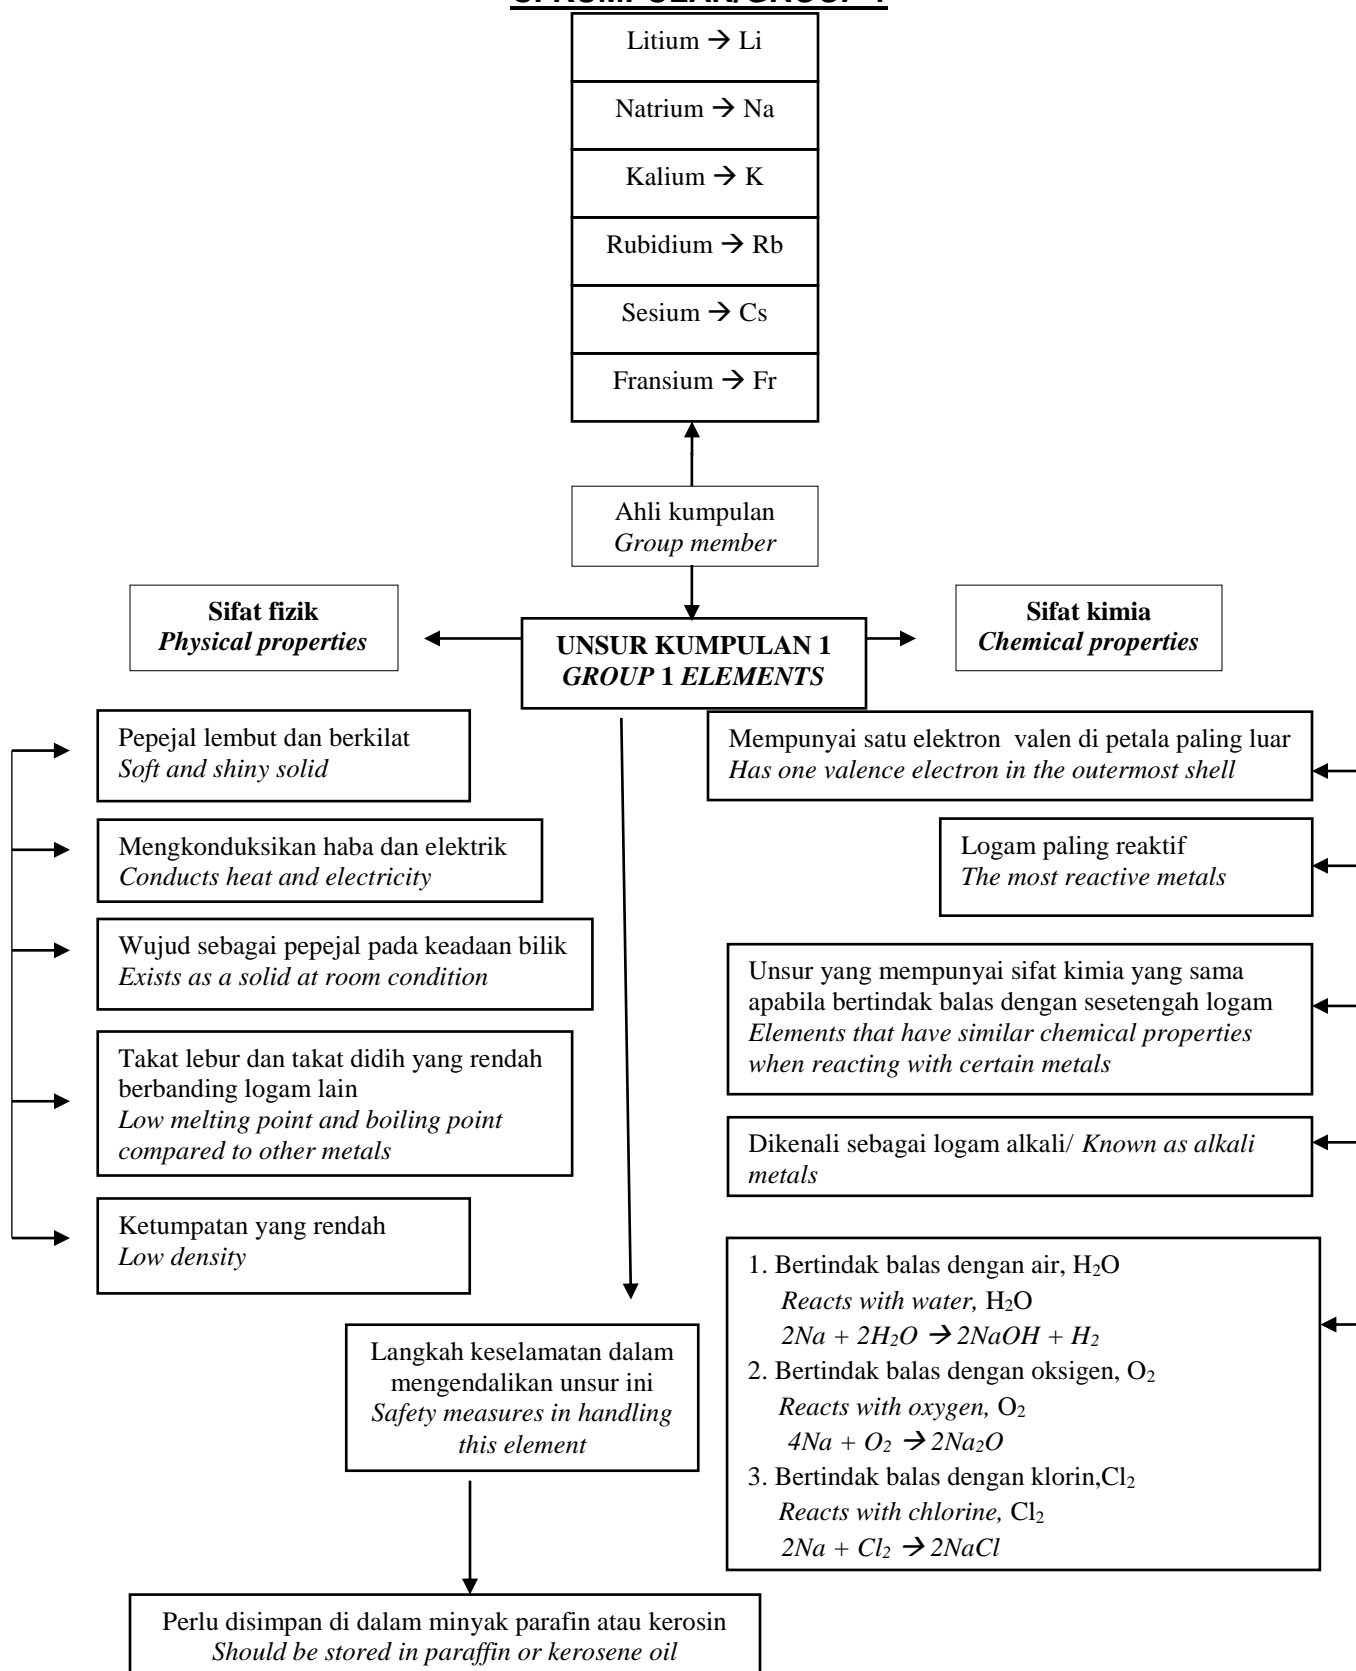 Litium → Li
Natrium → Na
Kalium → K
Rubidium → Rb
Sesium → Cs
Fransium → Fr
Ahli kumpulan
Group member
Sifat fizik
Physical properties
UNSUR KUMPULAN 1
GROUP 1 ELEMENTS
Sifat kimia
Chemical properties
Pepejal lembut dan berkilat
Soft and shiny solid
Mengkonduksikan haba dan elektrik
Conducts heat and electricity
Wujud sebagai pepejal pada keadaan bilik
Exists as a solid at room condition
Takat lebur dan takat didih yang rendah
berbanding logam lain
Low melting point and boiling point
compared to other metals
Ketumpatan yang rendah
Low density
Mempunyai satu elektron valen di petala paling luar
Has one valence electron in the outermost shell
Logam paling reaktif
The most reactive metals
Unsur yang mempunyai sifat kimia yang sama
apabila bertindak balas dengan sesetengah logam
Elements that have similar chemical properties
when reacting with certain metals
Dikenali sebagai logam alkali/ Known as alkali
metals
1. Bertindak balas dengan air, H₂O
Reacts with water, H₂O
2Na + 2H₂O → 2NaOH + H₂
2. Bertindak balas dengan oksigen, O₂
Reacts with oxygen, O₂
4Na + O₂ → 2Na₂O
3. Bertindak balas dengan klorin,Cl₂
Reacts with chlorine, Cl₂
2Na + Cl₂ → 2NaCl
Langkah keselamatan dalam
mengendalikan unsur ini
Safety measures in handling
this element
Perlu disimpan di dalam minyak parafin atau kerosin
Should be stored in paraffin or kerosene oil